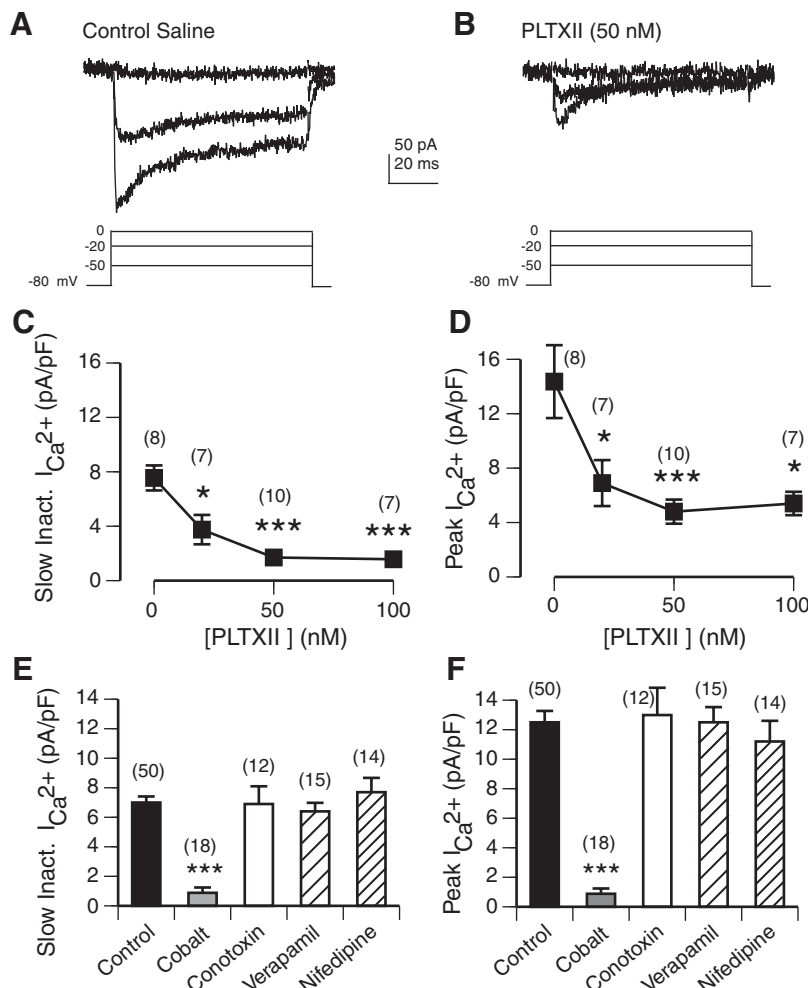 A
Control Saline
B
PLTXII (50 nM)
50 pA
20 ms
0
-20
-50
-80 mV
0
-20
-50
-80 mV
C
Slow Inact. I Ca2+ (pA/pF)
16
12
8
4
0
(8)
(7)
*
(10)
***
(7)
***
0
50
100
[PLTXII ] (nM)
D
Peak I Ca2+ (pA/pF)
16
12
8
4
0
(8)
(7)
*
(10)
***
(7)
*
0
50
100
[PLTXII ] (nM)
E
Slow Inact. I Ca2+ (pA/pF)
14
12
10
8
6
4
2
0
(50)
(18)
***
(12)
(15)
(14)
Control
Cobalt
Conotoxin
Verapamil
Nifedipine
F
Peak I Ca2+ (pA/pF)
14
12
10
8
6
4
2
0
(50)
(18)
***
(12)
(15)
(14)
Control
Cobalt
Conotoxin
Verapamil
Nifedipine